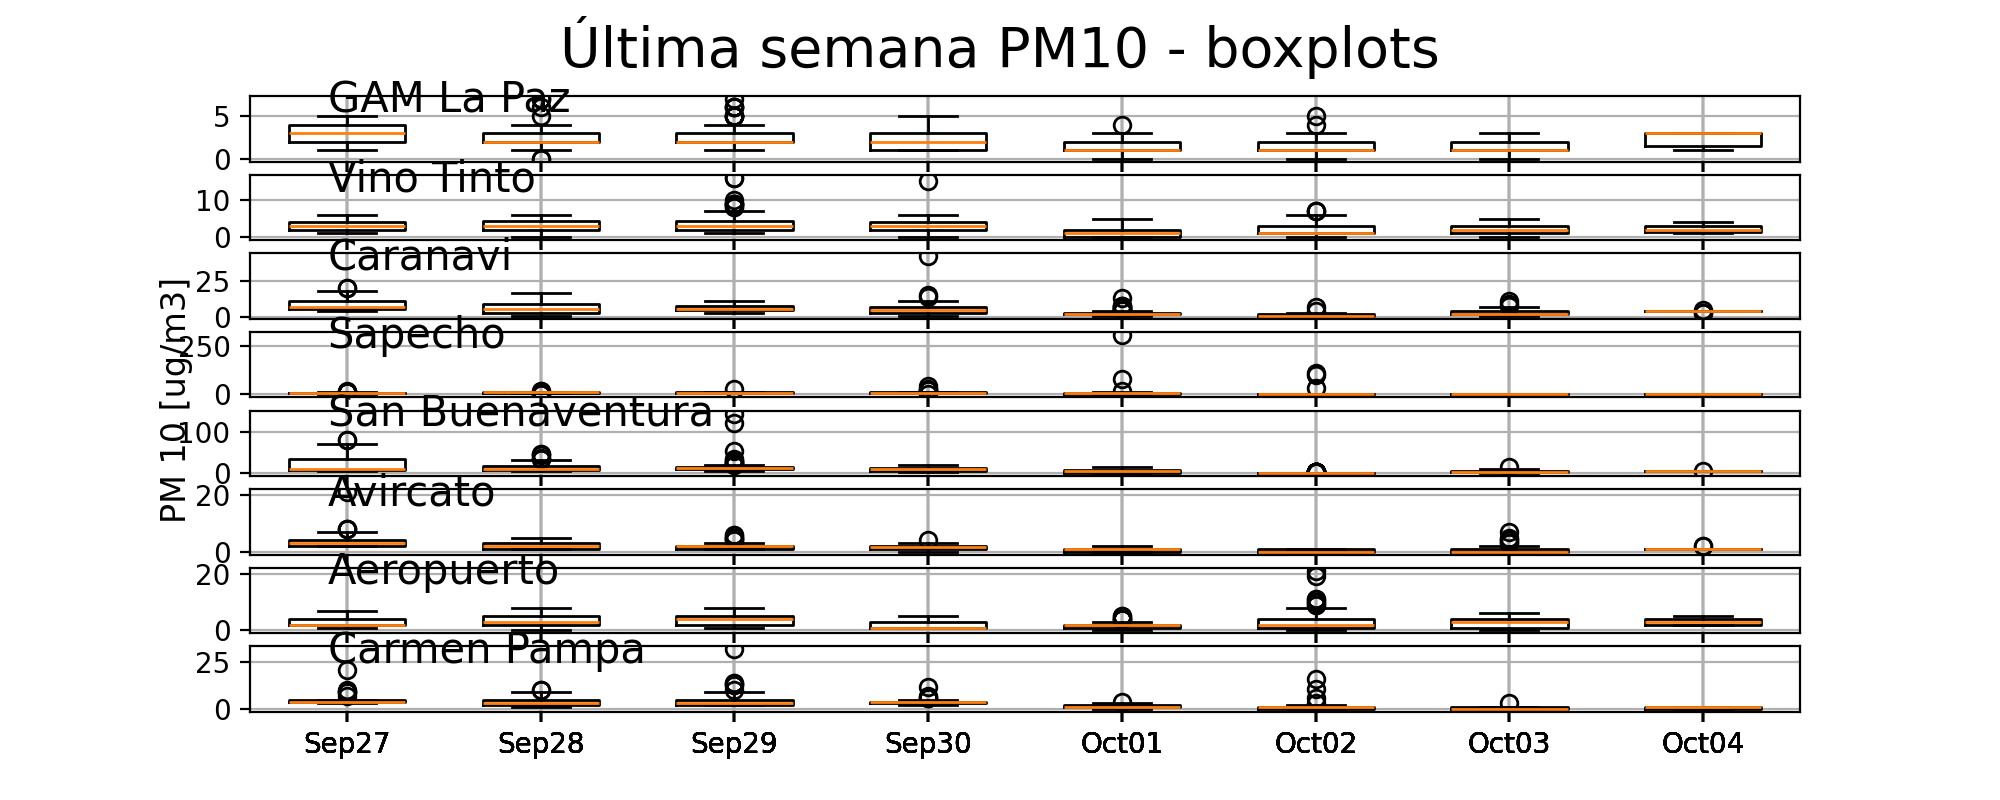 Última semana PM10 - boxplots
GAM La Paz
5
0
Vino Tinto
10
0
Caranavi
25
0
PM 10 [ug/m3]
Sapecho
250
0
San Buenaventura
100
0
Avircato
20
0
Aeropuerto
20
0
Carmen Pampa
25
0
Sep27 Sep28 Sep29 Sep30 Oct01 Oct02 Oct03 Oct04